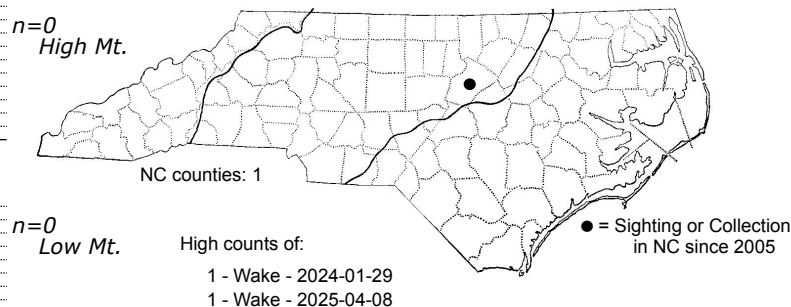 n=0
High Mt.
NC counties: 1
n=0
Low Mt.
High counts of:
1 - Wake - 2024-01-29
1 - Wake - 2025-04-08
● = Sighting or Collection
in NC since 2005